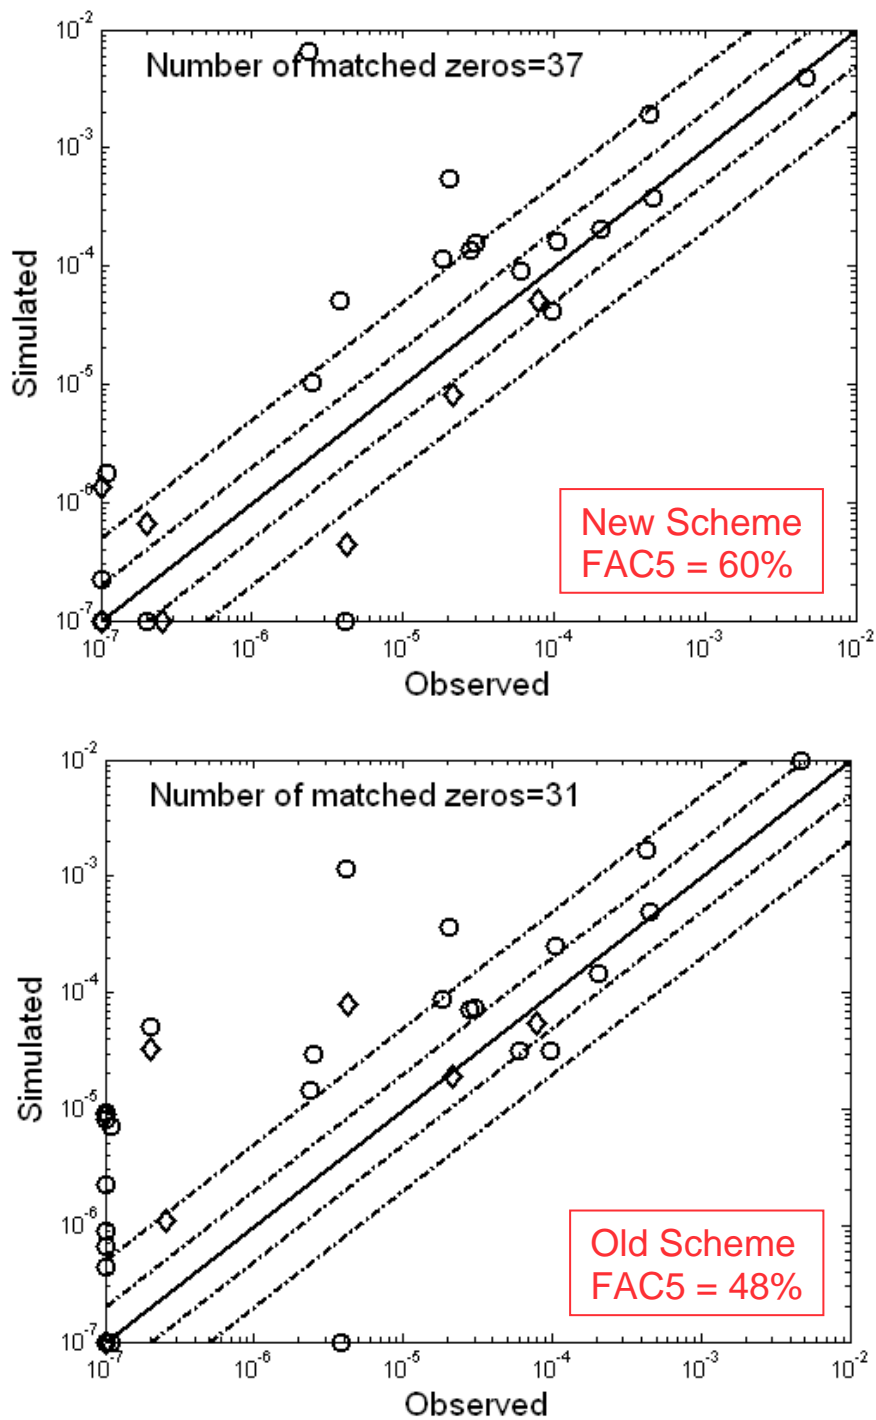 Number of matched zeros=37
10^-2
10^-3
10^-4
10^-5
10^-6
10^-7
Simulated
New Scheme
FAC5 = 60%
10^-7 10^-6 10^-5 10^-4 10^-3 10^-2
Observed
Number of matched zeros=31
10^-2
10^-3
10^-4
10^-5
10^-6
10^-7
Simulated
Old Scheme
FAC5 = 48%
10^-7 10^-6 10^-5 10^-4 10^-3 10^-2
Observed